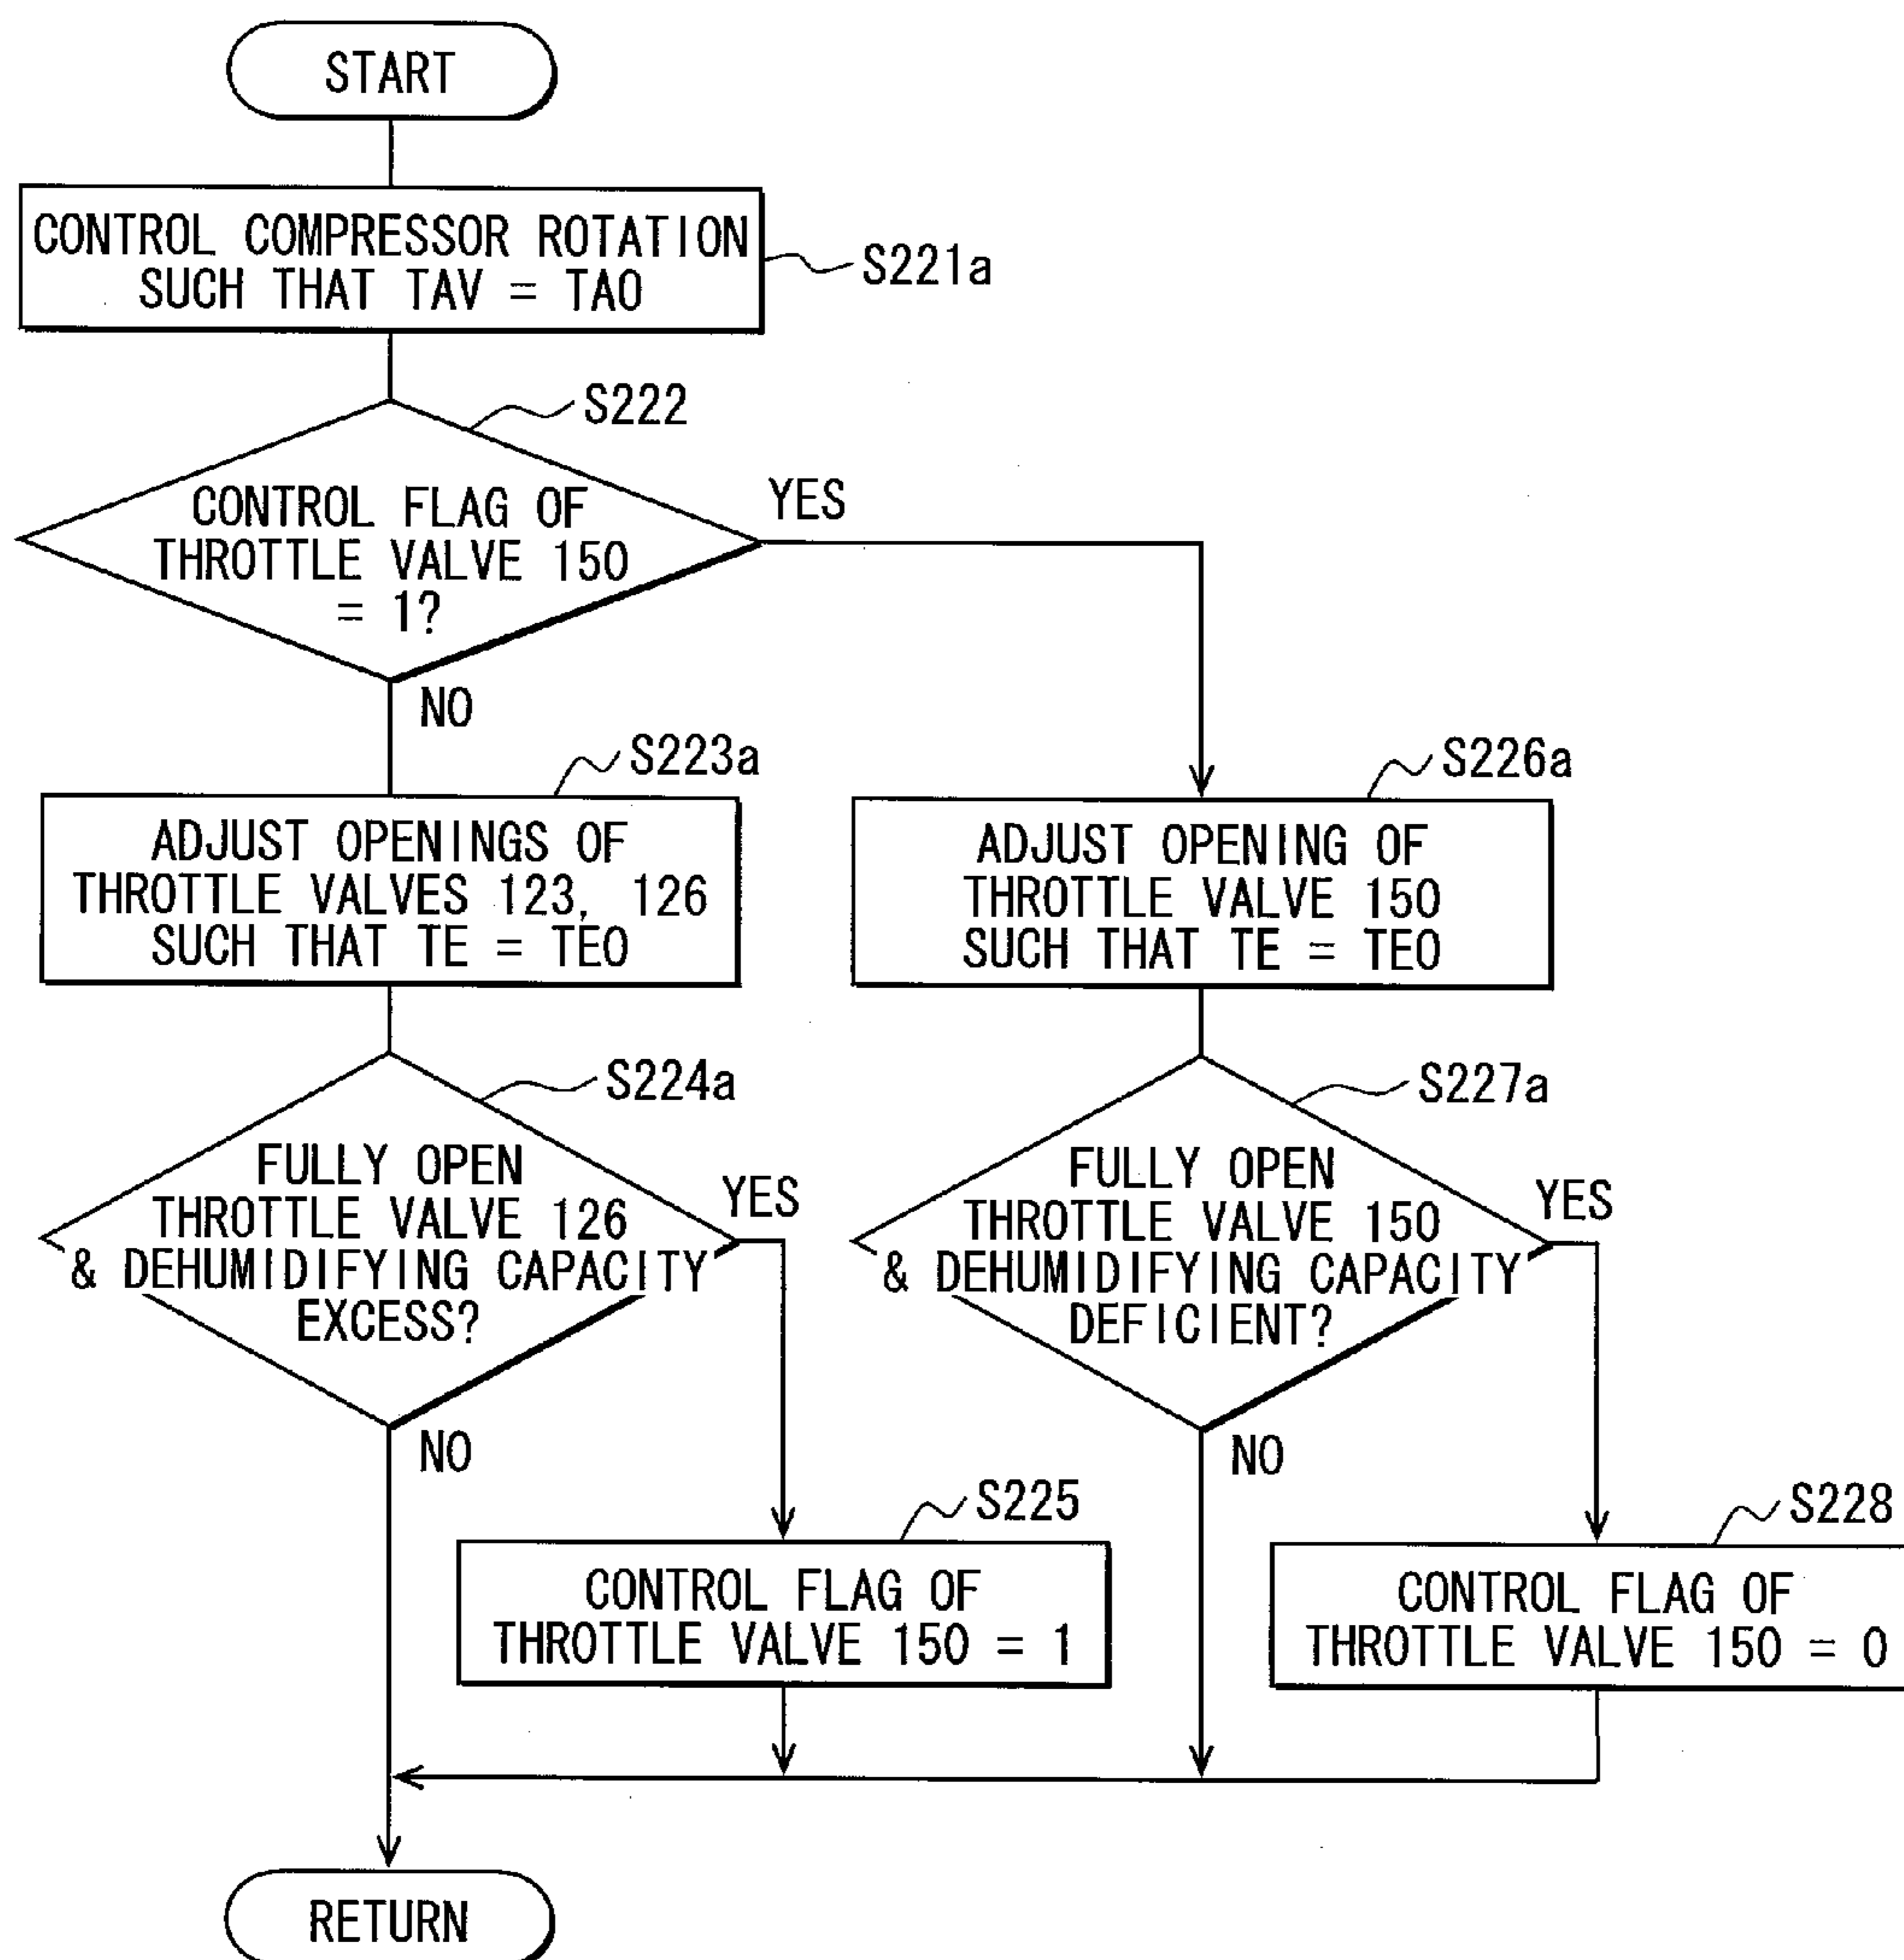 START
CONTROL COMPRESSOR ROTATION
SUCH THAT TAV = TAO
S221a
S222
CONTROL FLAG OF
THROTTLE VALVE 150
= 1?
YES
NO
S223a
ADJUST OPENINGS OF
THROTTLE VALVES 123, 126
SUCH THAT TE = TEO
S226a
ADJUST OPENING OF
THROTTLE VALVE 150
SUCH THAT TE = TEO
S224a
FULLY OPEN
THROTTLE VALVE 126
& DEHUMIDIFYING CAPACITY
EXCESS?
YES
NO
S227a
FULLY OPEN
THROTTLE VALVE 150
& DEHUMIDIFYING CAPACITY
DEFICIENT?
YES
NO
S225
CONTROL FLAG OF
THROTTLE VALVE 150 = 1
S228
CONTROL FLAG OF
THROTTLE VALVE 150 = 0
RETURN